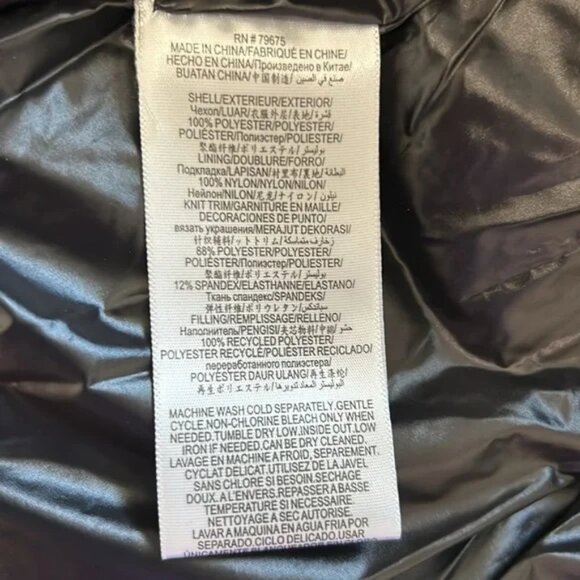 RN # 79675
MADE IN CHINA/FABRIQUÉ EN CHINE/
HECHO EN CHINA/Произведено в Китае/
BUATAN CHINA/中国制造/ صنع في الصين/
SHELL/EXTERIEUR/EXTERIOR/
Чехол/LUAR/衣服外层/表地/قشرة/
100% POLYESTER/POLYESTER/
POLIÉSTER/Полиэстер/POLIESTER/
聚酯纤维/ポリエステル/بوليستر/
LINING/DOUBLURE/FORRO/
Подкладка/LAPISAN/衬里布/裏地/البطانة/
100% NYLON/NYLON/NILON/
Нейлон/NILON/尼龙/ナイロン/نيلون/
KNIT TRIM/GARNITURE EN MAILLE/
DECORACIONES DE PUNTO/
вязать украшения/MERAJUT DEKORASI/
针织辅料/ニットトリム/زخارف متماسكة/
88% POLYESTER/POLYESTER/
POLIÉSTER/Полиэстер/POLIESTER/
聚酯纤维/ポリエステル/بوليستر/
12% SPANDEX/ELASTHANNE/ELASTANO/
Ткань спандекс/SPANDEKS/
弹性纤维/ポリウレタン/سباندكس/
FILLING/REMPLISSAGE/RELLENO/
Наполнитель/PENGISI/夹芯物料/中綿/حشو/
100% RECYCLED POLYESTER/
POLYESTER RECYCLÉ/POLIÉSTER RECICLADO/
переработанного полиэстера/
POLYESTER DAUR ULANG/再生涤纶/
再生ポリエステル/البوليستر المعاد تدويرها/
MACHINE WASH COLD SEPARATELY.GENTLE
CYCLE.NON-CHLORINE BLEACH ONLY WHEN
NEEDED.TUMBLE DRY LOW.INSIDE OUT.LOW
IRON IF NEEDED.CAN BE DRY CLEANED.
LAVAGE EN MACHINE A FROID, SEPAREMENT.
CYCLAT DELICAT.UTILISEZ DE LA JAVEL
SANS CHLORE SI BESOIN.SECHAGE
DOUX. A L'ENVERS.REPASSER A BASSE
TEMPERATURE SI NECESSAIRE.
NETTOYAGE A SEC AUTORISE.
LAVAR A MAQUINA EN AGUA FRIA POR
SEPARADO.CICLO DELICADO.USAR
UNICAMENTE